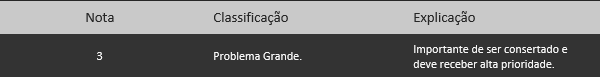 Nota Classificação Explicação
3 Problema Grande. Importante de ser consertado e
deve receber alta prioridade.